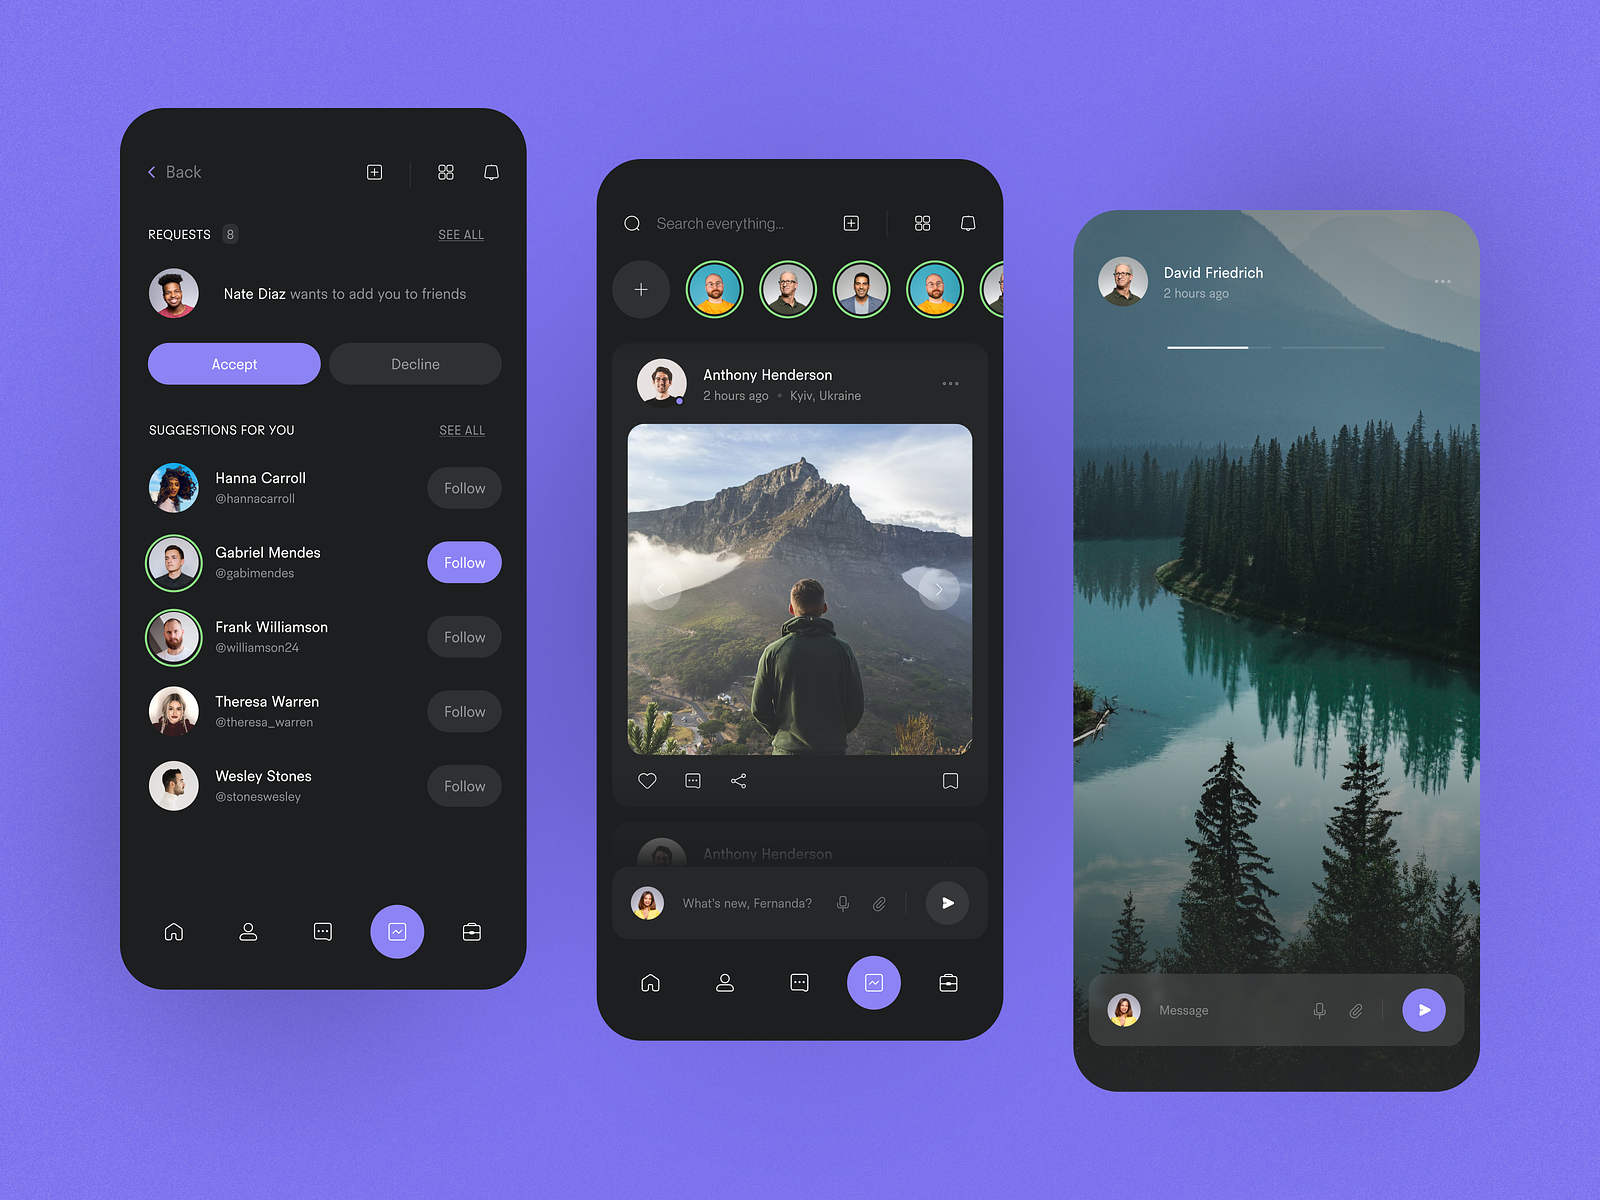 Back
REQUESTS 8 SEE ALL
Nate Diaz wants to add you to friends
Accept Decline
SUGGESTIONS FOR YOU SEE ALL
Hanna Carroll
@hannacarroll
Follow
Gabriel Mendes
@gabimendes
Follow
Frank Williamson
@williamson24
Follow
Theresa Warren
@theresa_warren
Follow
Wesley Stones
@stoneswesley
Follow
Search everything...
Anthony Henderson
2 hours ago • Kyiv, Ukraine
Anthony Henderson
What's new, Fernanda?
David Friedrich
2 hours ago
Message